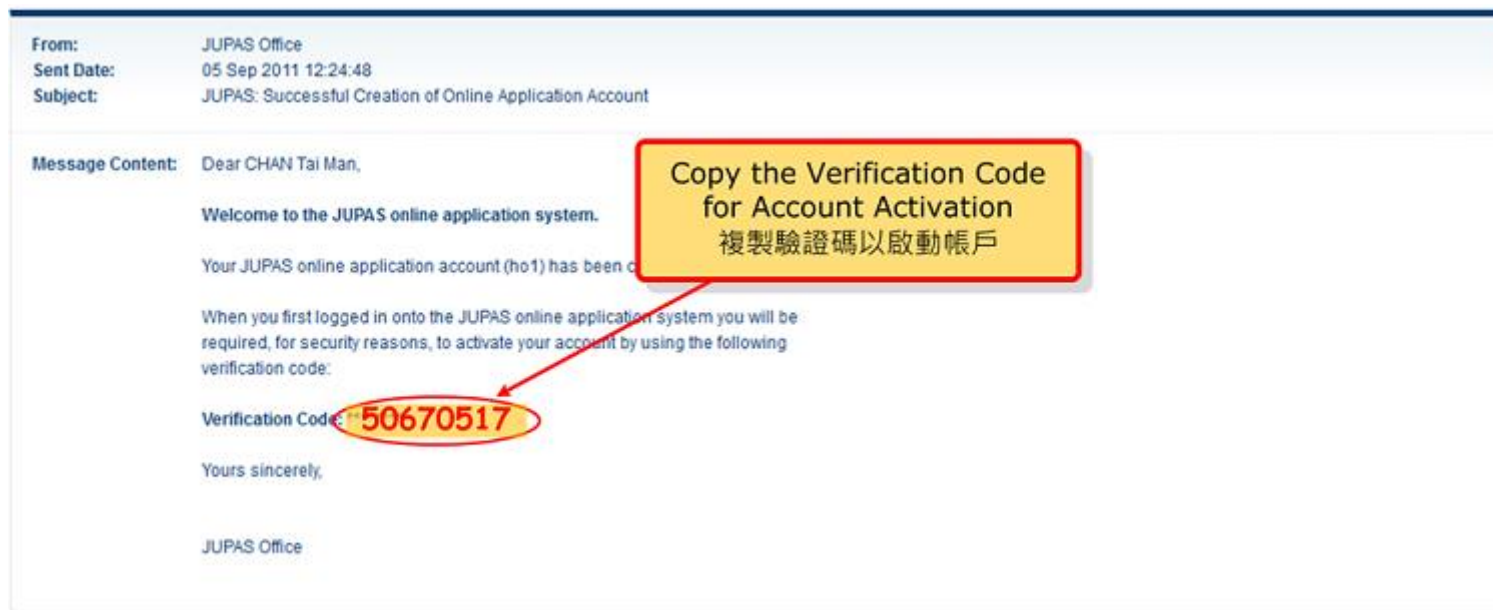 From: JUPAS Office
Sent Date: 05 Sep 2011 12:24:48
Subject: JUPAS: Successful Creation of Online Application Account
Message Content: Dear CHAN Tai Man,
Copy the Verification Code
for Account Activation
複製驗證碼以啟動帳戶
Welcome to the JUPAS online application system.
Your JUPAS online application account (ho1) has been
When you first logged in onto the JUPAS online application system you will be
required, for security reasons, to activate your account by using the following
verification code:
Verification Code: 50670517
Yours sincerely,
JUPAS Office